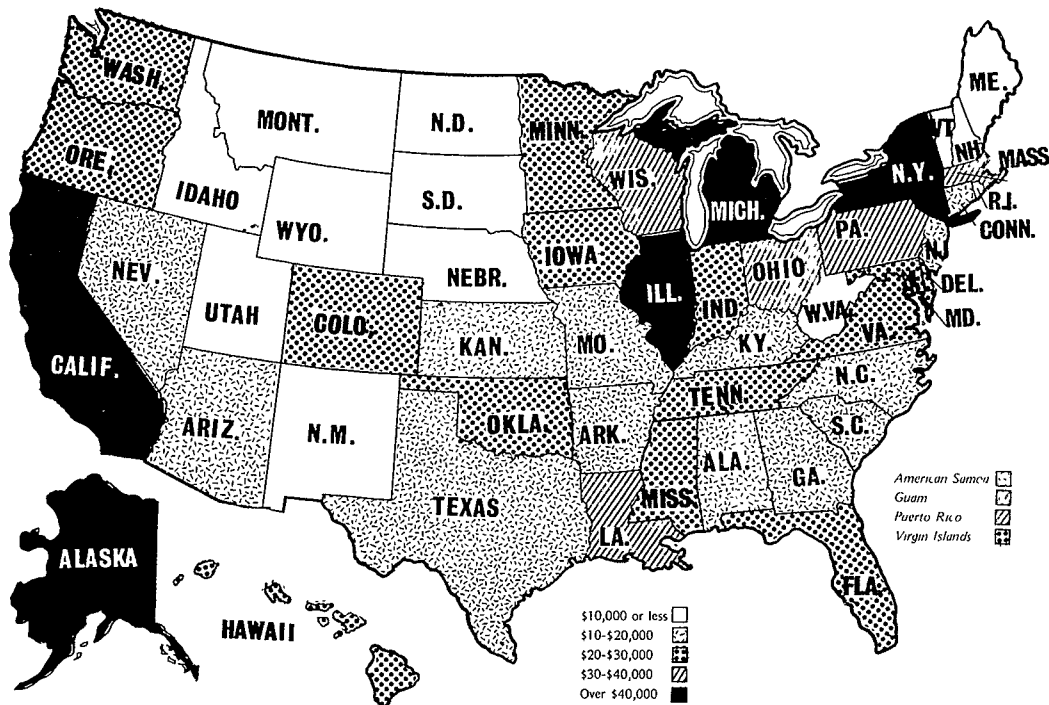 WASH.
MONT.
N.D.
MINN.
ME.
VT.
NH
MASS
ORE.
IDAHO
S.D.
WIS.
MICH.
N.Y.
R.I.
CONN.
WYO.
PA.
N.J.
NEV.
IOWA
NEBR.
OHIO
DEL.
ILL.
IND.
W.VA.
MD.
UTAH
COLO.
VA.
CALIF.
KAN.
MO.
KY.
N.C.
TENN.
ARIZ.
N.M.
OKLA.
ARK.
S.C.
ALA.
GA.
TEXAS
MISS.
LA.
American Samoa
Guam
Puerto Rico
Virgin Islands
ALASKA
FLA.
HAWAII
$10,000 or less
$10-$20,000
$20-$30,000
$30-$40,000
Over $40,000